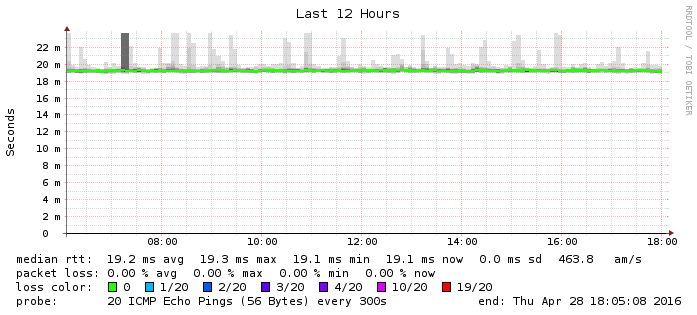 Last 12 Hours
RRDTOOL / TOBI OETIKER
Seconds
22 m
20 m
18 m
16 m
14 m
12 m
10 m
8 m
6 m
4 m
2 m
0
08:00 10:00 12:00 14:00 16:00 18:00
median rtt: 19.2 ms avg 19.3 ms max 19.1 ms min 19.1 ms now 0.0 ms sd 463.8 am/s
packet loss: 0.00 % avg 0.00 % max 0.00 % min 0.00 % now
loss color: 0 1/20 2/20 3/20 4/20 10/20 19/20
probe: 20 ICMP Echo Pings (56 Bytes) every 300s end: Thu Apr 28 18:05:08 2016